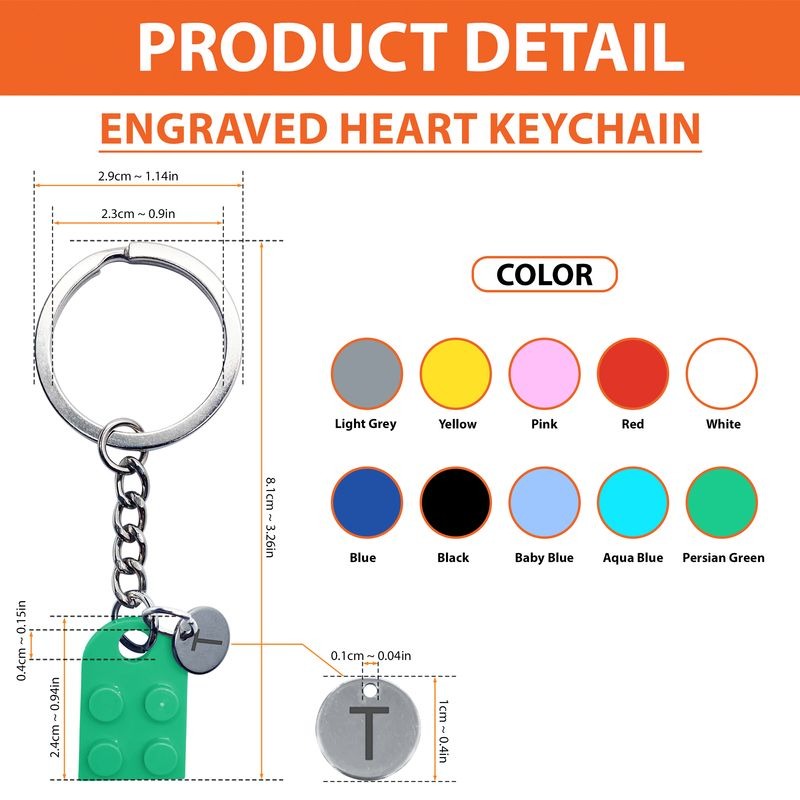 PRODUCT DETAIL
ENGRAVED HEART KEYCHAIN
2.9cm ~ 1.14in
2.3cm ~ 0.9in
COLOR
Light Grey
Yellow
Pink
Red
White
8.1cm ~ 3.26in
Blue
Black
Baby Blue
Aqua Blue
Persian Green
0.4cm ~ 0.15in
T
2.4cm ~ 0.94in
0.1cm ~ 0.04in
T
1cm ~ 0.4in